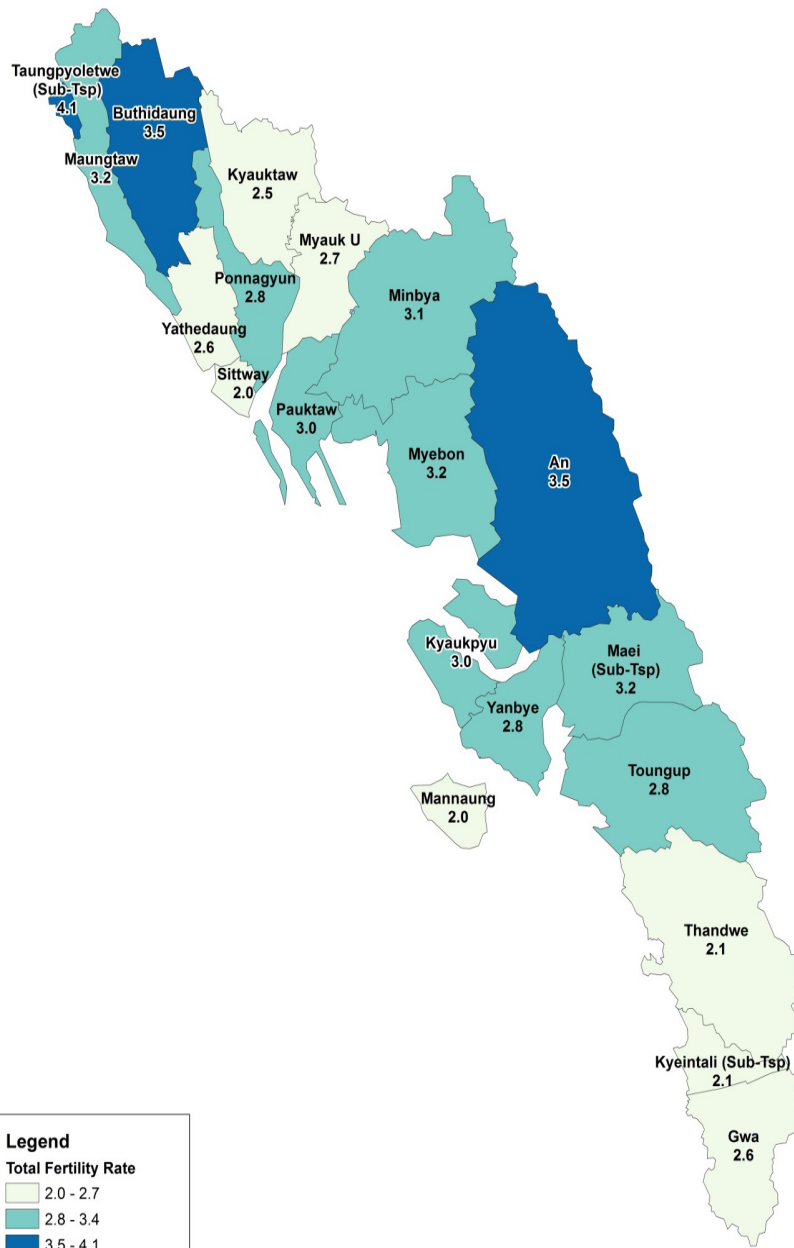 Taungpyoletwe
(Sub-Tsp)
4.1
Buthidaung
3.5
Maungtaw
3.2
Kyauktaw
2.5
Myauk U
2.7
Ponnagyun
2.8
Minbya
3.1
Yathedaung
2.6
Sittway
2.0
Pauktaw
3.0
Myebon
3.2
An
3.5
Kyaukpyu
3.0
Maei
(Sub-Tsp)
3.2
Yanbye
2.8
Toungup
2.8
Mannaung
2.0
Thandwe
2.1
Kyeintali (Sub-Tsp)
2.1
Gwa
2.6
Legend
Total Fertility Rate
2.0 - 2.7
2.8 - 3.4
3.5 - 4.1